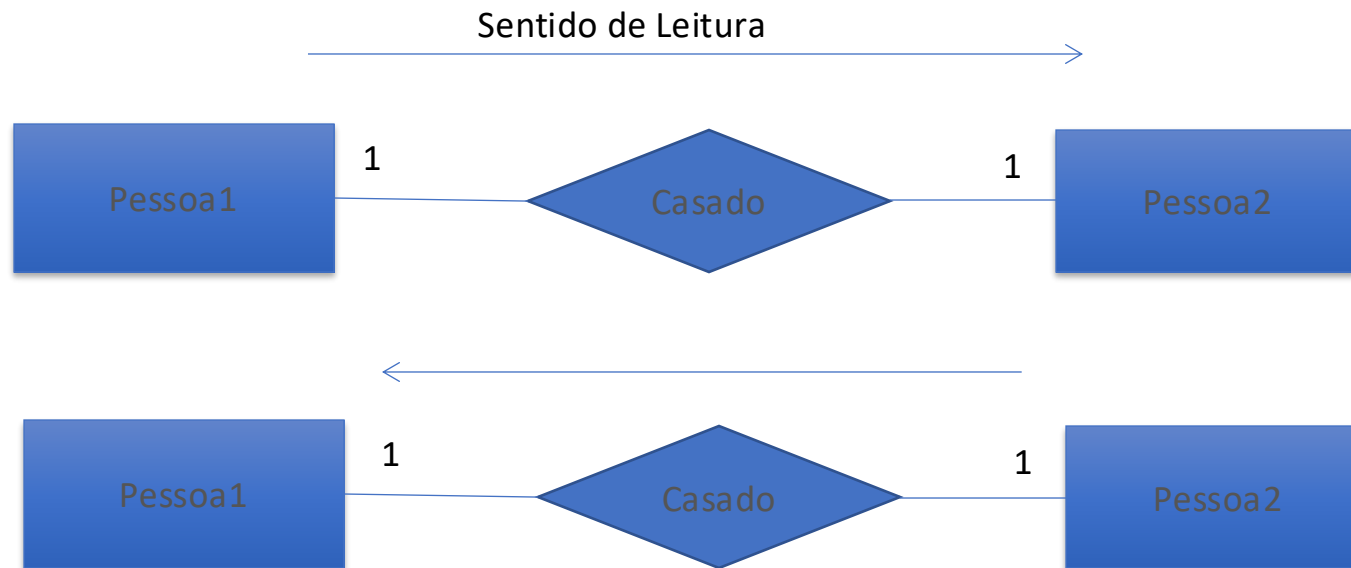 Sentido de Leitura
1
1
Pessoa1
Casado
Pessoa2
1
1
Pessoa1
Casado
Pessoa2